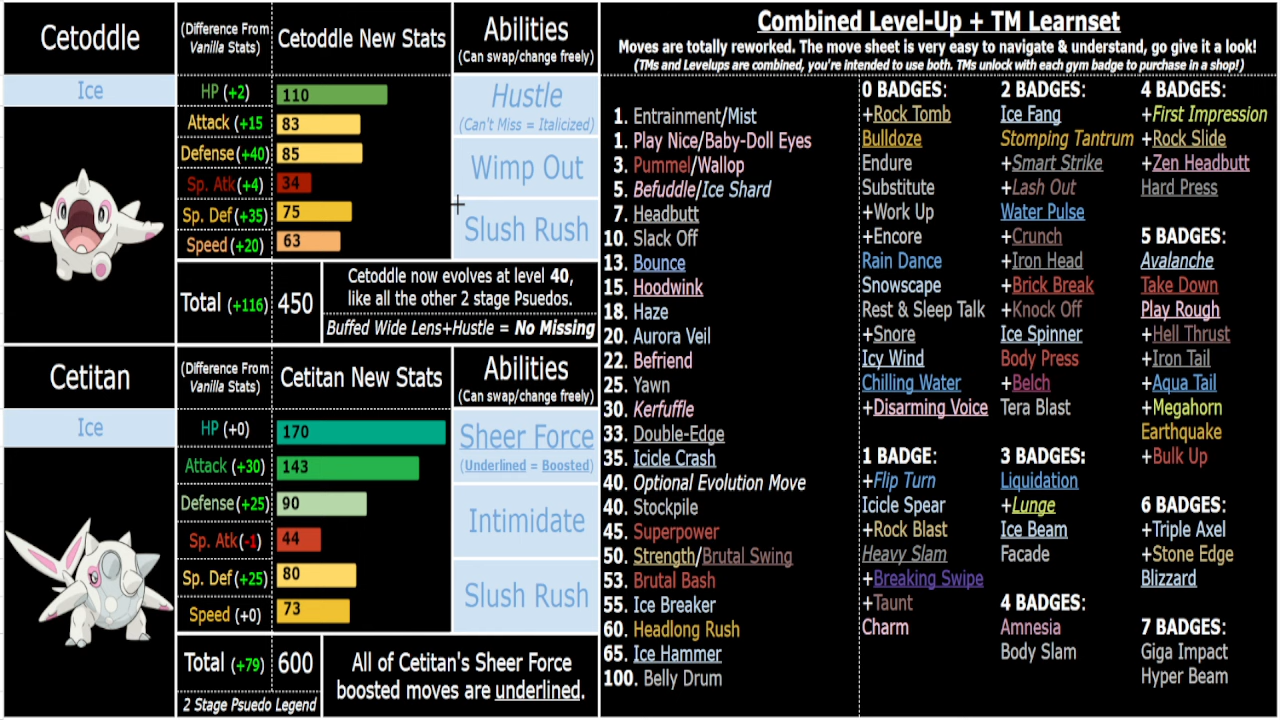 Cetoddle
(Difference From
Vanilla Stats)
Cetoddle New Stats
Abilities
(Can swap/change freely)
Ice
HP (+2)
110
Attack (+15
83
Defense (+40)
85
Sp. Atk (+4)
34
Sp. Def (+35)
75
Speed (+20)
63
Hustle
(Can't Miss = Italicized)
Wimp Out
Slush Rush
Total (+116)
450
Cetoddle now evolves at level 40,
like all the other 2 stage Psuedos.
Buffed Wide Lens+Hustle = No Missing
Cetitan
(Difference From
Vanilla Stats)
Cetitan New Stats
Abilities
(Can swap/change freely)
Ice
HP (+0)
170
Attack (+30)
143
Defense (+25)
90
Sp. Atk (-1)
44
Sp. Def (+25)
80
Speed (+0)
73
Sheer Force
(Underlined = Boosted)
Intimidate
Slush Rush
Total (+79)
600
2 Stage Psuedo Legend
All of Cetitan's Sheer Force
boosted moves are underlined.
Combined Level-Up + TM Learnset
Moves are totally reworked. The move sheet is very easy to navigate & understand, go give it a look!
(TMs and Levelups are combined, you're intended to use both. TMs unlock with each gym badge to purchase in a shop!)
1. Entrainment/Mist
1. Play Nice/Baby-Doll Eyes
3. Pummel/Wallop
5. Befuddle/Ice Shard
7. Headbutt
10. Slack Off
13. Bounce
15. Hoodwink
18. Haze
20. Aurora Veil
22. Befriend
25. Yawn
30. Kerfuffle
33. Double-Edge
35. Icicle Crash
40. Optional Evolution Move
40. Stockpile
45. Superpower
50. Strength/Brutal Swing
53. Brutal Bash
55. Ice Breaker
60. Headlong Rush
65. Ice Hammer
100. Belly Drum
0 BADGES:
+Rock Tomb
Bulldoze
Endure
Substitute
+Work Up
+Encore
Rain Dance
Snowscape
Rest & Sleep Talk
+Snore
Icy Wind
Chilling Water
+Disarming Voice
1 BADGE:
+Flip Turn
Icicle Spear
+Rock Blast
Heavy Slam
+Breaking Swipe
+Taunt
Charm
2 BADGES:
Ice Fang
Stomping Tantrum
+Smart Strike
+Lash Out
Water Pulse
+Crunch
+Iron Head
+Brick Break
+Knock Off
Ice Spinner
Body Press
+Belch
Tera Blast
3 BADGES:
Liquidation
+Lunge
Ice Beam
Facade
4 BADGES:
Amnesia
Body Slam
4 BADGES:
+First Impression
+Rock Slide
+Zen Headbutt
Hard Press
5 BADGES:
Avalanche
Take Down
Play Rough
+Hell Thrust
+Iron Tail
+Aqua Tail
+Megahorn
Earthquake
+Bulk Up
6 BADGES:
+Triple Axel
+Stone Edge
Blizzard
7 BADGES:
Giga Impact
Hyper Beam